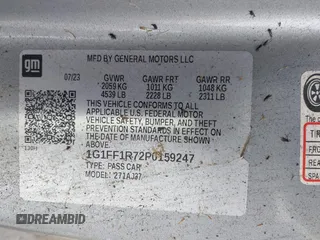 gm
MFD BY GENERAL MOTORS LLC
07/23
GVWR GAWR FRT GAWR RR
2059 KG 1011 KG 1048 KG
4539 LB 2228 LB 2311 LB
THIS VEHICLE CONFORMS TO ALL APPLICABLE U.S. FEDERAL MOTOR VEHICLE SAFETY, BUMPER, AND THEFT PREVENTION STANDARDS IN EFFECT ON THE DATE OF MANUFACTURE SHOWN ABOVE.
1G1FF1R72P0159247
TYPE: PASS CAR
MODEL: 1AJ37
DREAMBID